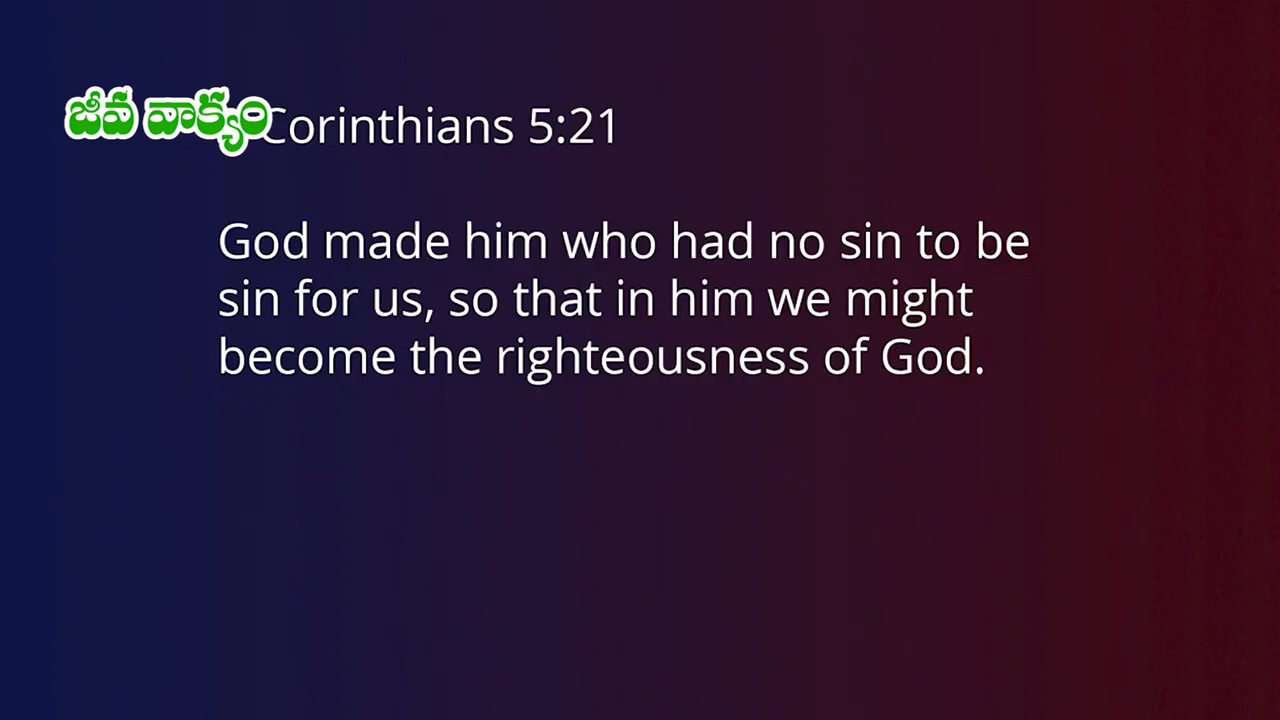 జీవ వాక్యం
Corinthians 5:21
God made him who had no sin to be
sin for us, so that in him we might
become the righteousness of God.